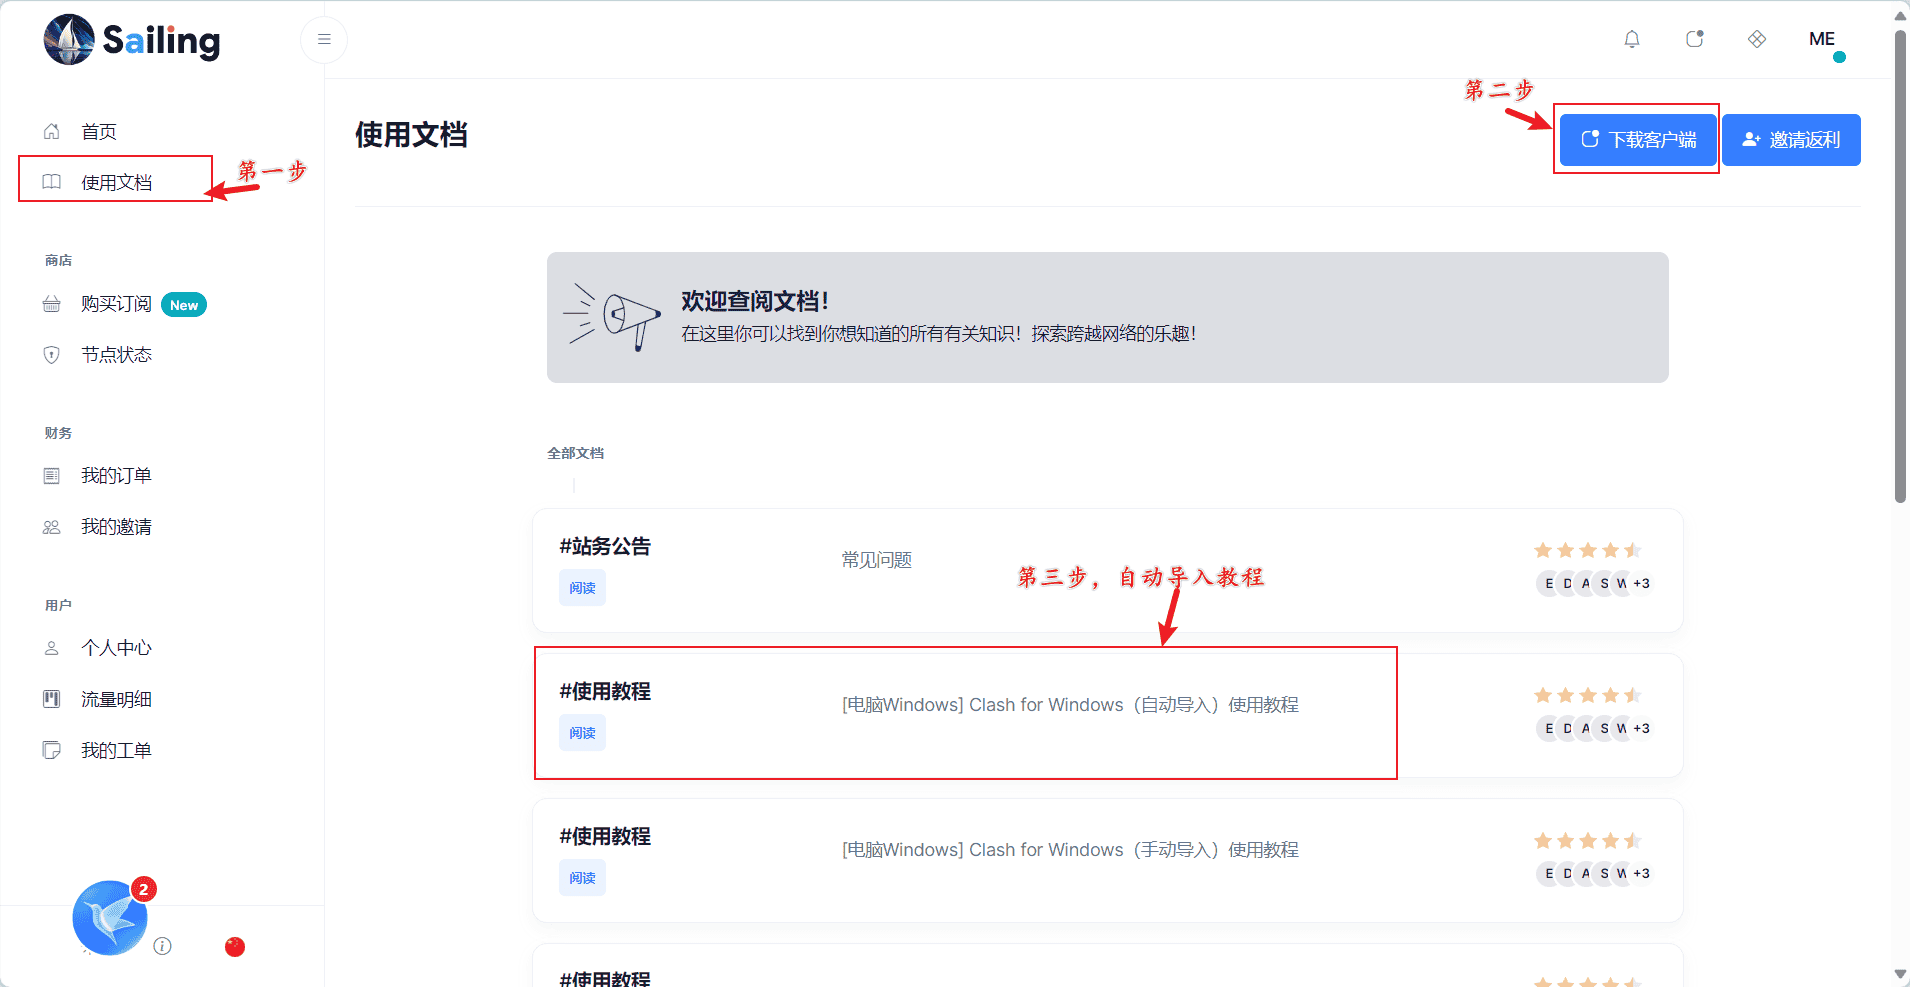 Sailing
ME
首页
使用文档
第一步
商店
购买订阅 New
节点状态
财务
我的订单
我的邀请
用户
个人中心
流量明细
我的工单
2
使用文档
第二步
下载客户端
邀请返利
欢迎查阅文档！
在这里你可以找到你想知道的所有有关知识！探索跨越网络的乐趣！
全部文档
#站务公告
阅读
常见问题
E D A S W +3
第三步，自动导入教程
#使用教程
阅读
[电脑Windows] Clash for Windows（自动导入）使用教程
E D A S W +3
#使用教程
阅读
[电脑Windows] Clash for Windows（手动导入）使用教程
E D A S W +3
#使用教程